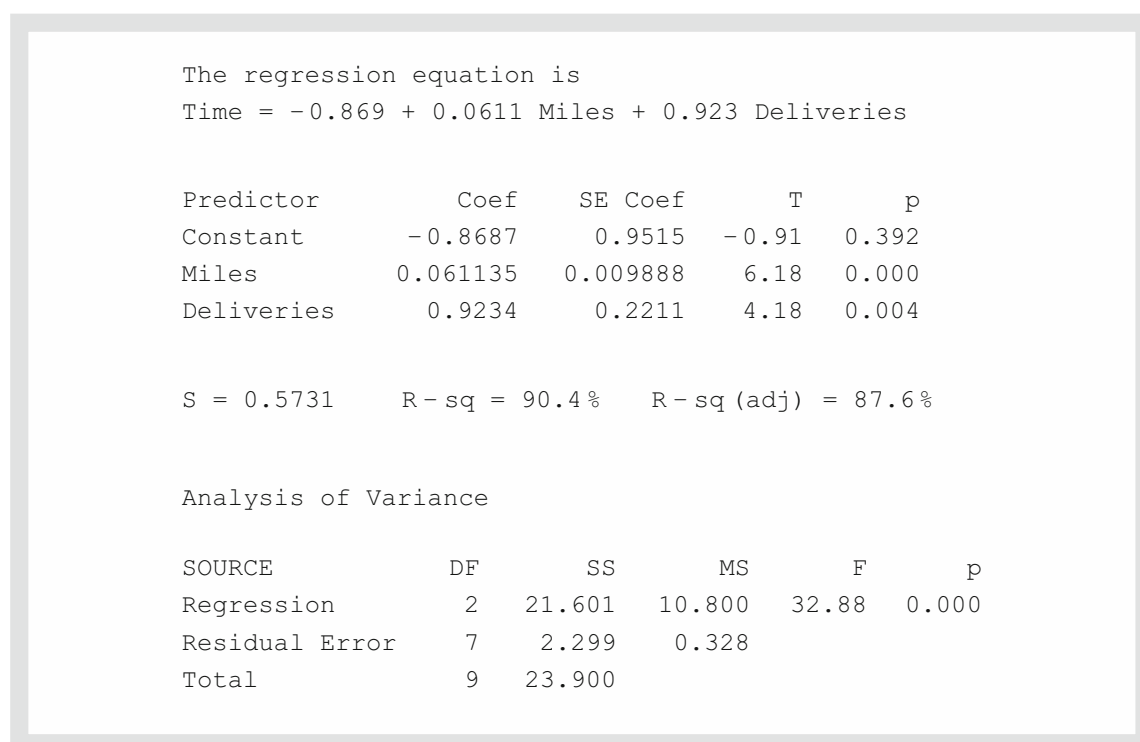 The regression equation is
Time = -0.869 + 0.0611 Miles + 0.923 Deliveries
Predictor Coef SE Coef T p
Constant -0.8687 0.9515 -0.91 0.392
Miles 0.061135 0.009888 6.18 0.000
Deliveries 0.9234 0.2211 4.18 0.004
S = 0.5731 R-sq = 90.4% R-sq (adj) = 87.6%
Analysis of Variance
SOURCE DF SS MS F p
Regression 2 21.601 10.800 32.88 0.000
Residual Error 7 2.299 0.328
Total 9 23.900